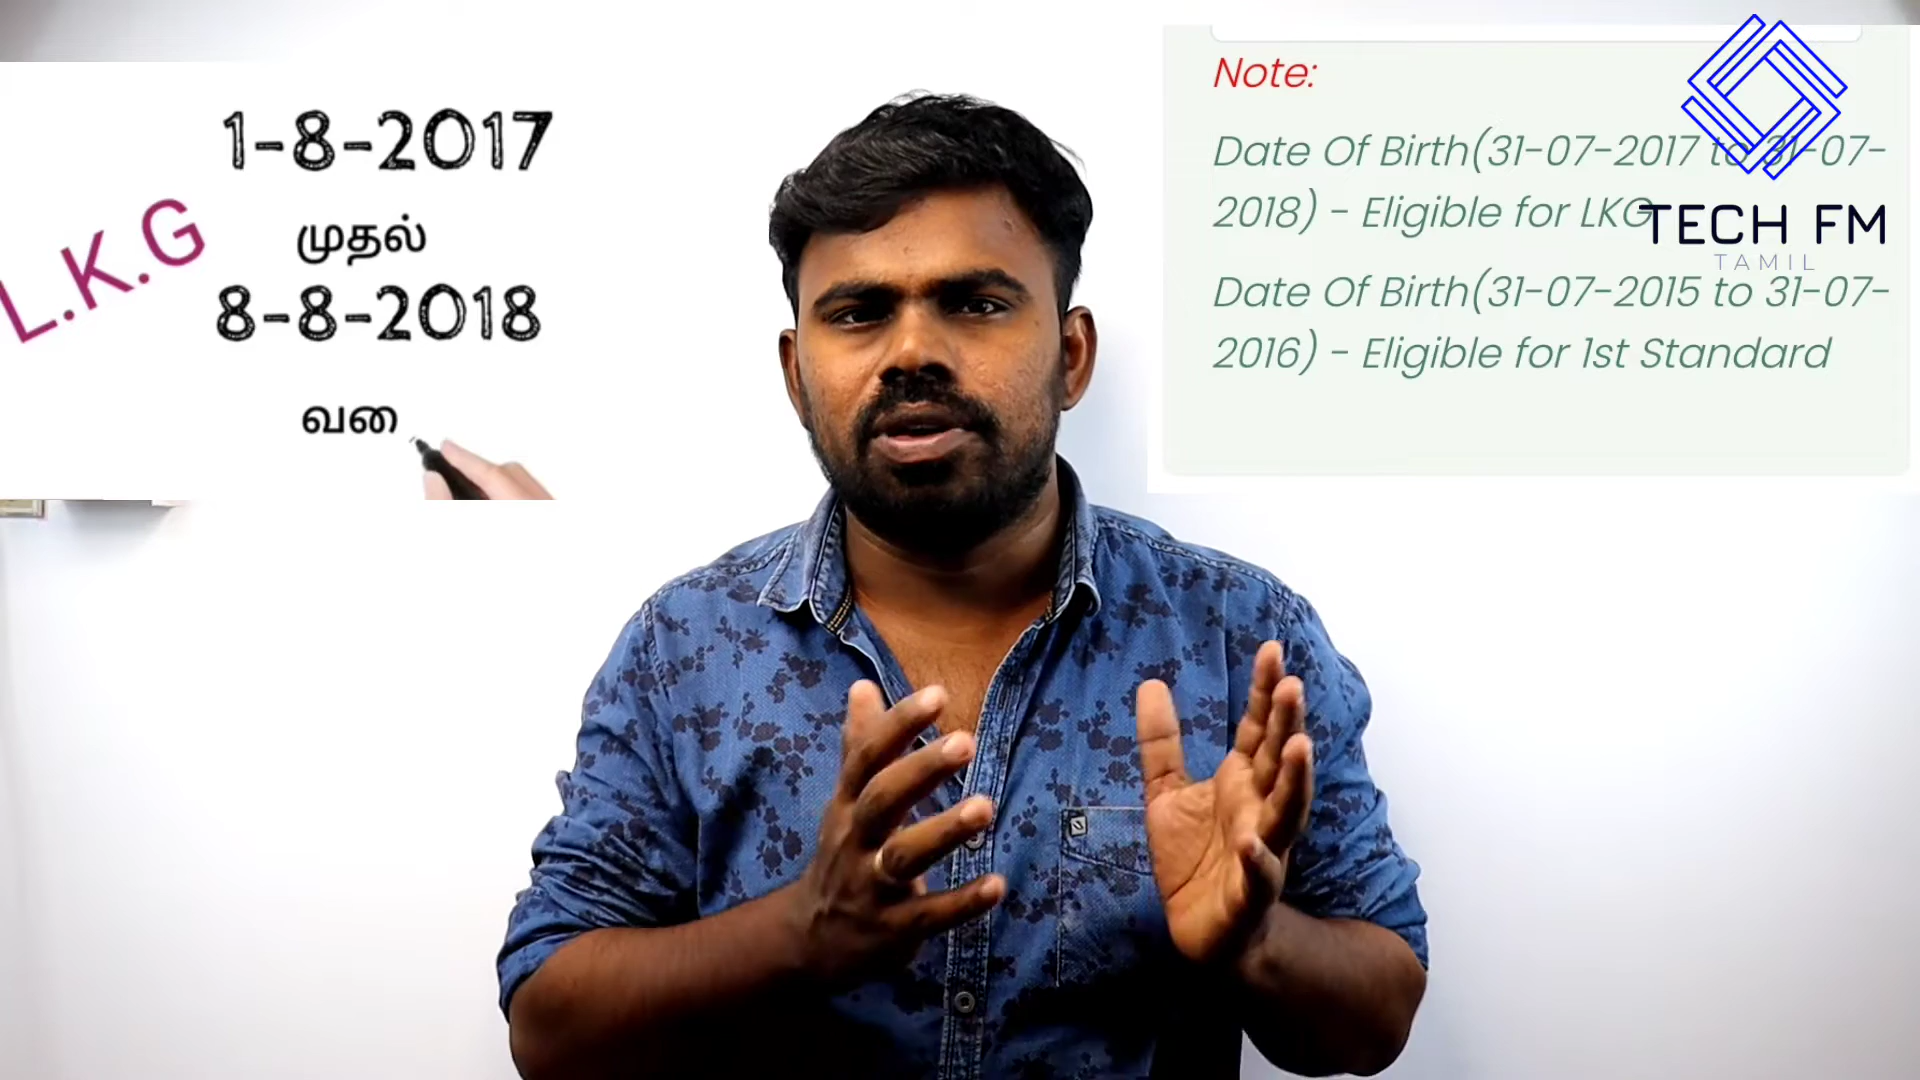 L.K.G
1-8-2017
முதல்
8-8-2018
வரை
Note:
Date Of Birth(31-07-2017 to 31-07-
2018) - Eligible for LKG
Date Of Birth(31-07-2015 to 31-07-
2016) - Eligible for 1st Standard
TECH FM
TAMIL